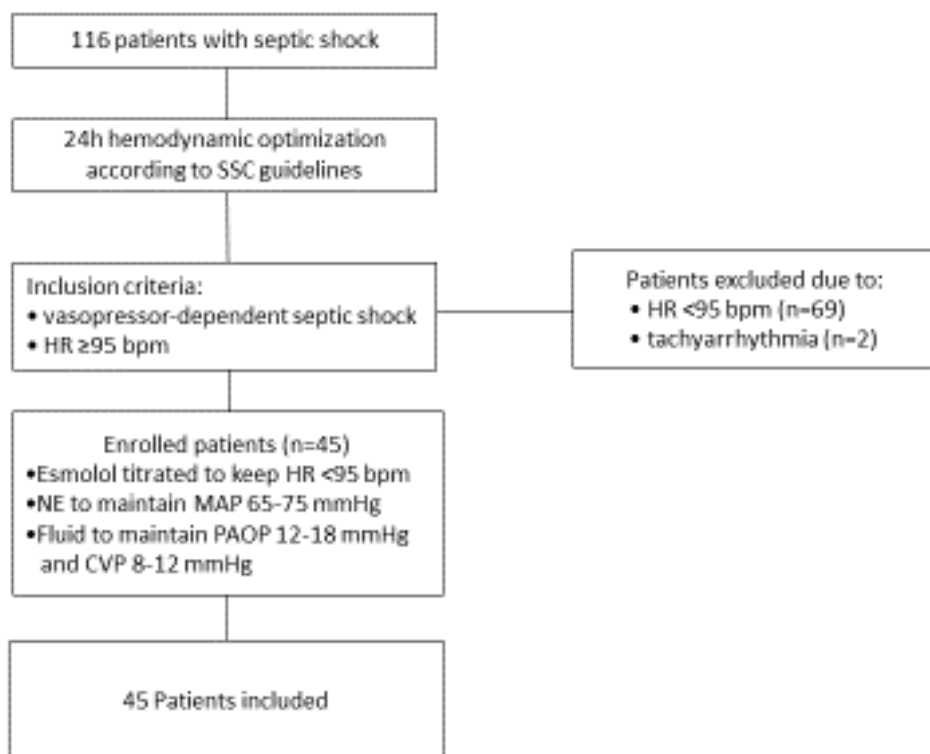 116 patients with septic shock
24h hemodynamic optimization
according to SSC guidelines
Inclusion criteria:
• vasopressor-dependent septic shock
• HR ≥95 bpm
Patients excluded due to:
• HR <95 bpm (n=69)
• tachyarrhythmia (n=2)
Enrolled patients (n=45)
•Esmolol titrated to keep HR <95 bpm
•NE to maintain MAP 65-75 mmHg
•Fluid to maintain PAOP 12-18 mmHg
and CVP 8-12 mmHg
45 Patients included